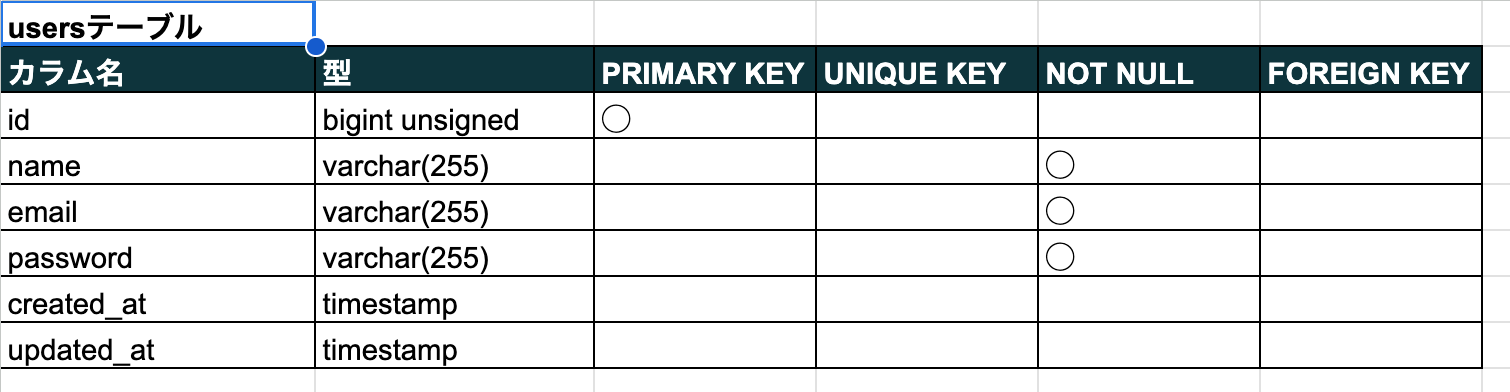 usersテーブル
カラム名 型 PRIMARY KEY UNIQUE KEY NOT NULL FOREIGN KEY
id bigint unsigned ◯
name varchar(255) ◯
email varchar(255) ◯
password varchar(255) ◯
created_at timestamp
updated_at timestamp